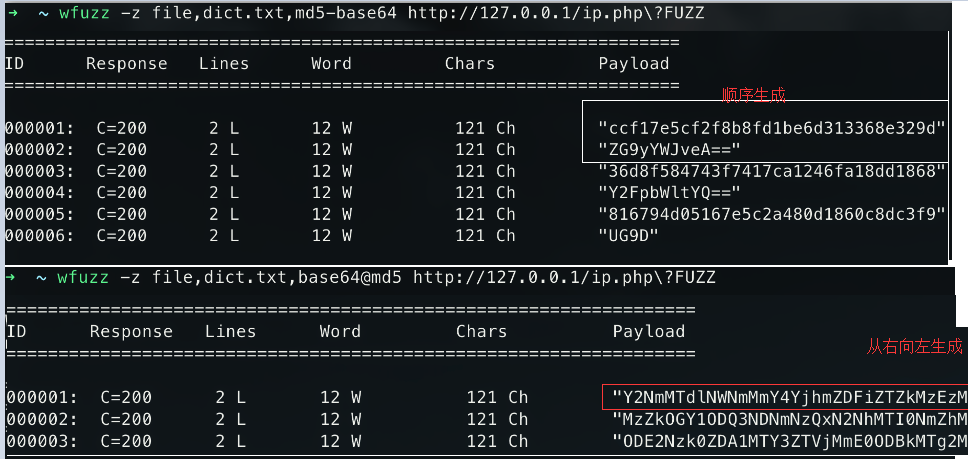 → ~ wfuzz -z file,dict.txt,md5-base64 http://127.0.0.1/ip.php\?FUZZ
==================================================================
ID Response Lines Word Chars Payload
==================================================================
顺序生成
000001: C=200 2 L 12 W 121 Ch "ccf17e5cf2f8b8fd1be6d313368e329d"
000002: C=200 2 L 12 W 121 Ch "ZG9yYWJveA=="
000003: C=200 2 L 12 W 121 Ch "36d8f584743f7417ca1246fa18dd1868"
000004: C=200 2 L 12 W 121 Ch "Y2FpbWltYQ=="
000005: C=200 2 L 12 W 121 Ch "816794d05167e5c2a480d1860c8dc3f9"
000006: C=200 2 L 12 W 121 Ch "UG9D"
→ ~ wfuzz -z file,dict.txt,base64@md5 http://127.0.0.1/ip.php\?FUZZ
==================================================================
ID Response Lines Word Chars Payload
==================================================================
从右向左生成
000001: C=200 2 L 12 W 121 Ch "Y2NmMTdlNWNmMmY4YjhmZDFiZTZkMzEzM
000002: C=200 2 L 12 W 121 Ch "MzZkOGY1ODQ3NDNmNzQxN2NhMTI0NmZhM
000003: C=200 2 L 12 W 121 Ch "ODE2Nzk0ZDA1MTY3ZTVjMmE0ODBkMTg2M